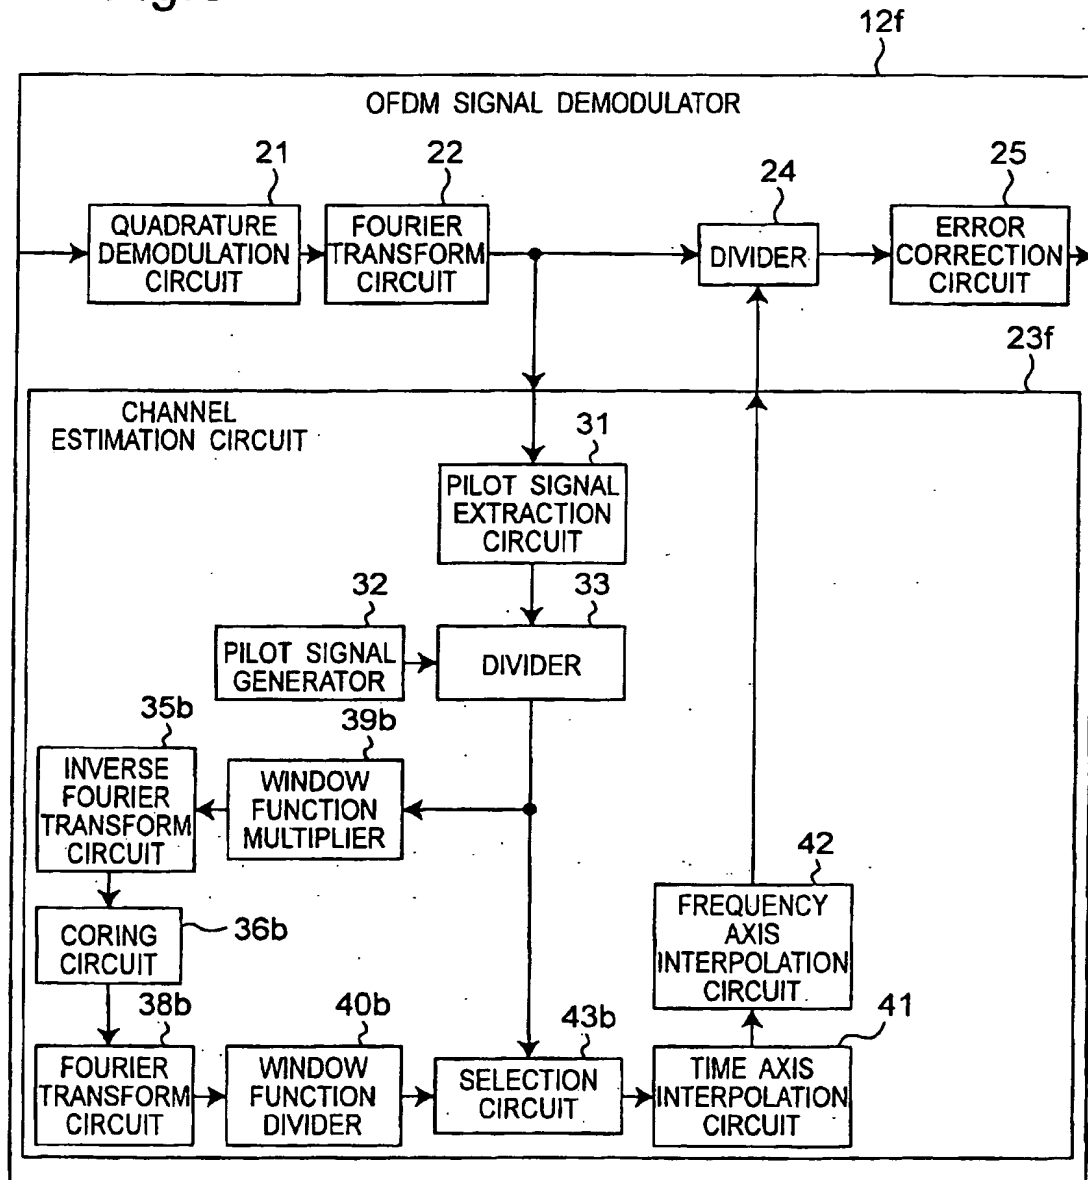 12f
OFDM SIGNAL DEMODULATOR
21
22
24
25
QUADRATURE
DEMODULATION
CIRCUIT
FOURIER
TRANSFORM
CIRCUIT
DIVIDER
ERROR
CORRECTION
CIRCUIT
23f
CHANNEL
ESTIMATION CIRCUIT
31
PILOT SIGNAL
EXTRACTION
CIRCUIT
32
33
PILOT SIGNAL
GENERATOR
DIVIDER
35b
39b
INVERSE
FOURIER
TRANSFORM
CIRCUIT
WINDOW
FUNCTION
MULTIPLIER
42
FREQUENCY
AXIS
INTERPOLATION
CIRCUIT
CORING
CIRCUIT
36b
38b
40b
43b
41
FOURIER
TRANSFORM
CIRCUIT
WINDOW
FUNCTION
DIVIDER
SELECTION
CIRCUIT
TIME AXIS
INTERPOLATION
CIRCUIT